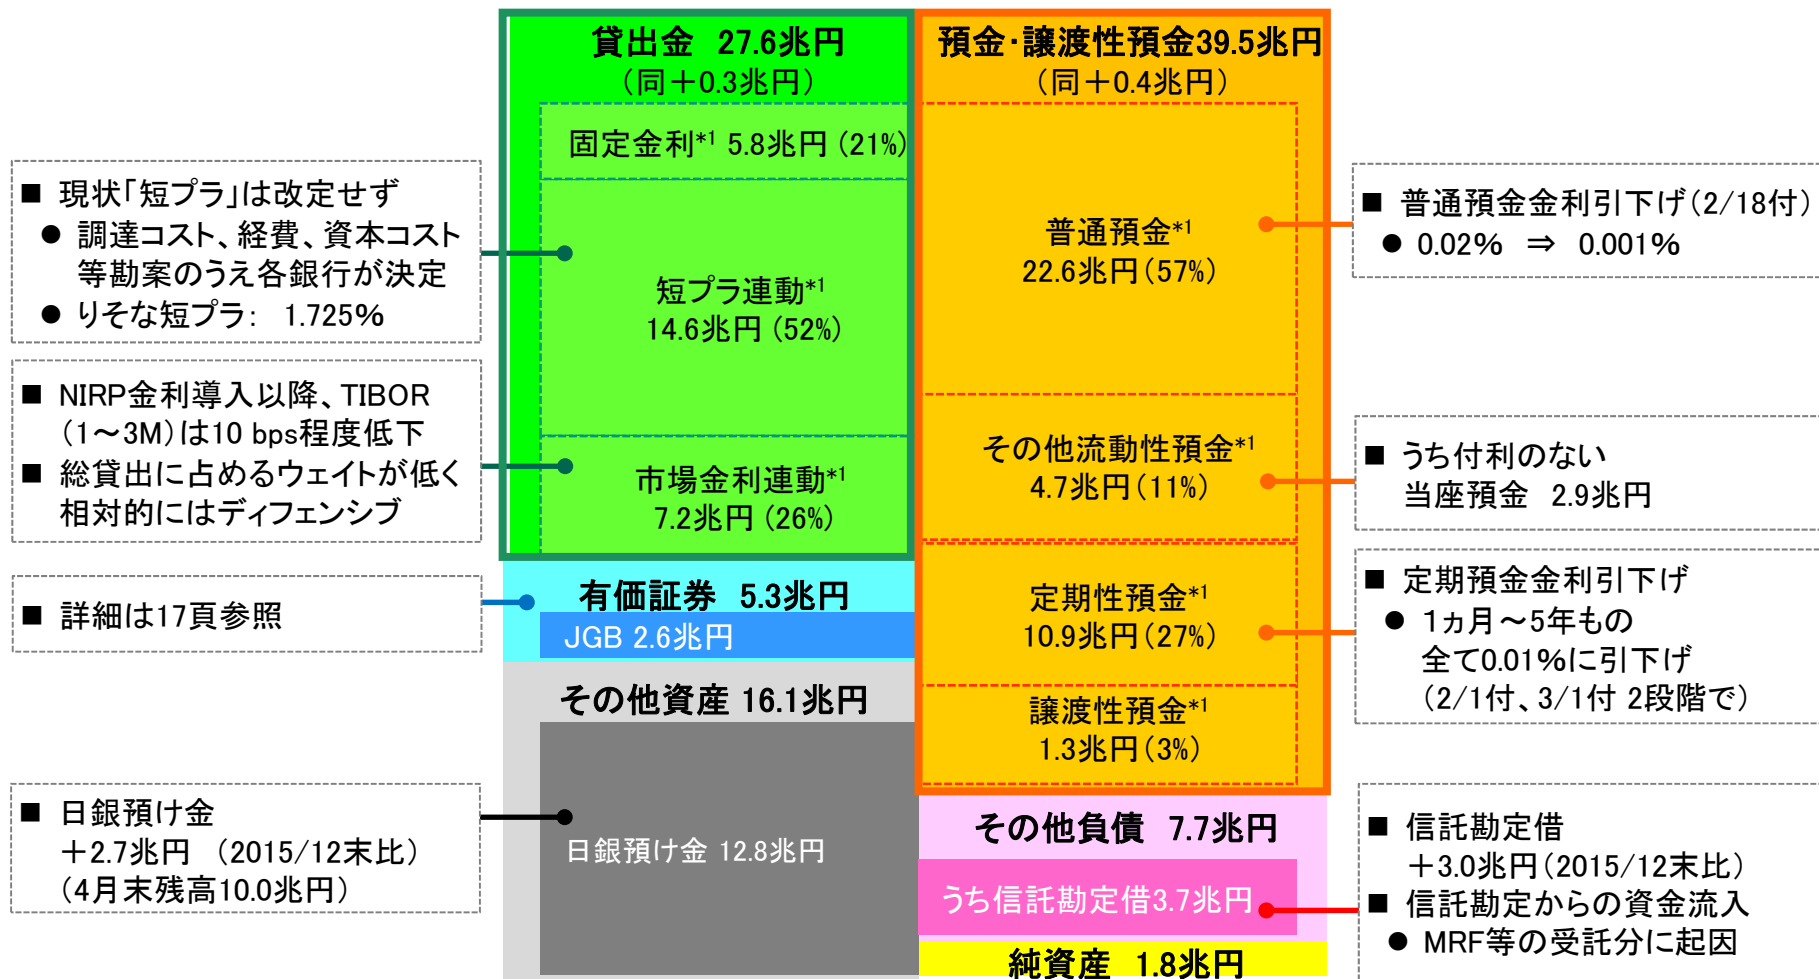 ■ 現状「短プラ」は改定せず
● 調達コスト、経費、資本コスト
等勘案のうえ各銀行が決定
● りそな短プラ： 1.725%
■ NIRP金利導入以降、TIBOR
（1～3M）は10 bps程度低下
■ 総貸出に占めるウェイトが低く
相対的にはディフェンシブ
■ 詳細は17頁参照
■ 日銀預け金
＋2.7兆円 （2015/12末比）
（4月末残高10.0兆円）
貸出金 27.6兆円
（同＋0.3兆円）
固定金利*1 5.8兆円 (21%)
短プラ連動*1
14.6兆円 (52%)
市場金利連動*1
7.2兆円 (26%)
有価証券 5.3兆円
JGB 2.6兆円
その他資産 16.1兆円
日銀預け金 12.8兆円
預金・譲渡性預金39.5兆円
（同＋0.4兆円）
普通預金*1
22.6兆円（57%）
その他流動性預金*1
4.7兆円（11%）
定期性預金*1
10.9兆円（27%）
譲渡性預金*1
1.3兆円（3%）
その他負債 7.7兆円
うち信託勘定借3.7兆円
純資産 1.8兆円
■ 普通預金金利引下げ（2/18付）
● 0.02% ⇒ 0.001%
■ うち付利のない
当座預金 2.9兆円
■ 定期預金金利引下げ
● 1ヵ月～5年もの
全て0.01%に引下げ
（2/1付、3/1付 2段階で）
■ 信託勘定借
＋3.0兆円（2015/12末比）
■ 信託勘定からの資金流入
● MRF等の受託分に起因